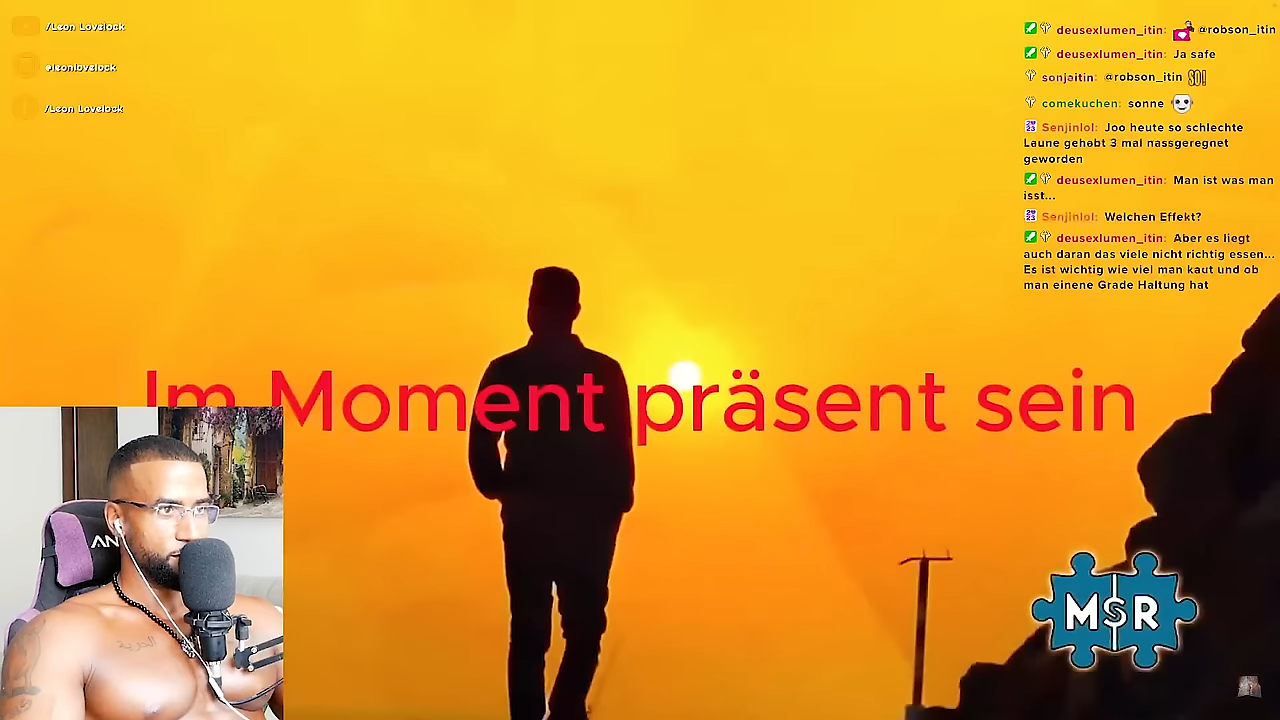 /Leon Lovelock
@leonlovelock
/Leon Lovelock
deusexlumen_itin: @robson_itin
deusexlumen_itin: Ja safe
sonjaitin: @robson_itin SO!
comekuchen: sonne
Senjinlol: Joo heute so schlechte
Laune gehabt 3 mal nassgeregnet
geworden
deusexlumen_itin: Man ist was man
isst...
Senjinlol: Welchen Effekt?
deusexlumen_itin: Aber es liegt
auch daran das viele nicht richtig essen...
Es ist wichtig wie viel man kaut und ob
man einene Grade Haltung hat
Im Moment präsent sein
AN
MSR